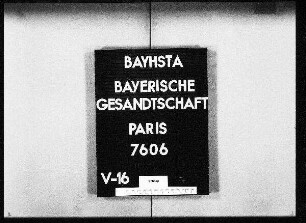 BAYHSTA
BAYERISCHE
GESANDTSCHAFT
PARIS
7606
V-16